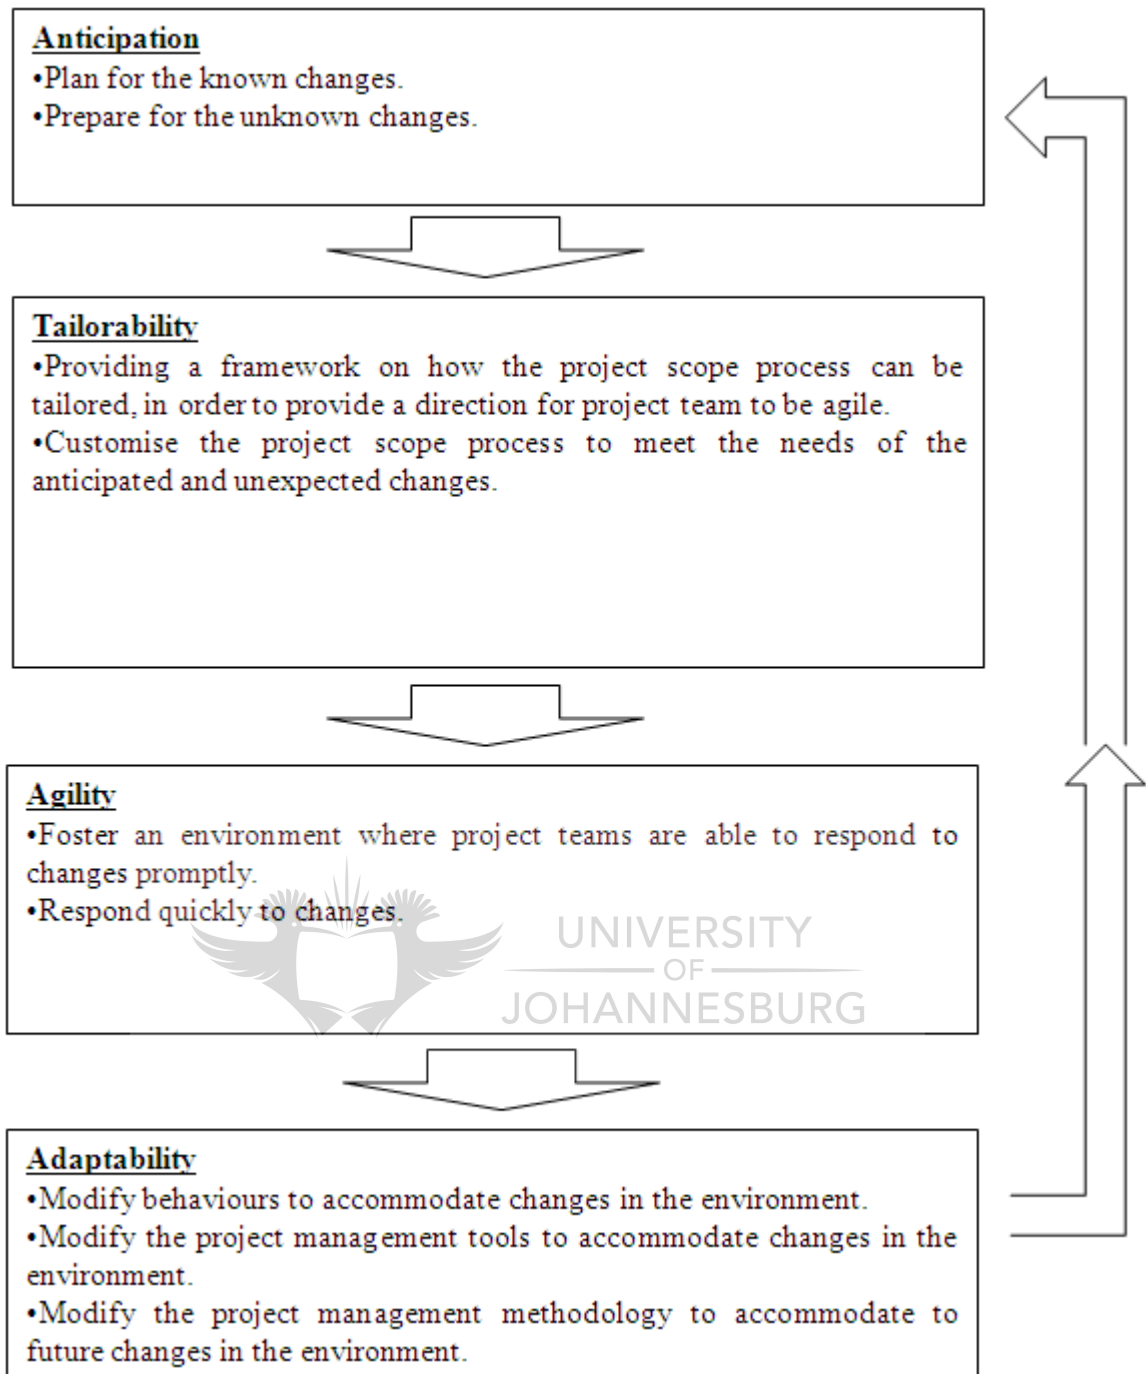 Anticipation
•Plan for the known changes.
•Prepare for the unknown changes.
Tailorability
•Providing a framework on how the project scope process can be
tailored, in order to provide a direction for project team to be agile.
•Customise the project scope process to meet the needs of the
anticipated and unexpected changes.
Agility
•Foster an environment where project teams are able to respond to
changes promptly.
•Respond quickly to changes.
UNIVERSITY
OF
JOHANNESBURG
Adaptability
•Modify behaviours to accommodate changes in the environment.
•Modify the project management tools to accommodate changes in the
environment.
•Modify the project management methodology to accommodate to
future changes in the environment.